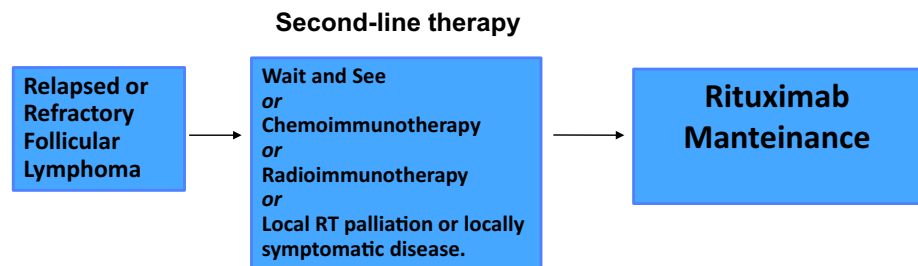 Second-line therapy
Relapsed or
Refractory
Follicular
Lymphoma
Wait and See
or
Chemoimmunotherapy
or
Radioimmunotherapy
or
Local RT palliation or locally
symptomatic disease.
Rituximab
Manteinance